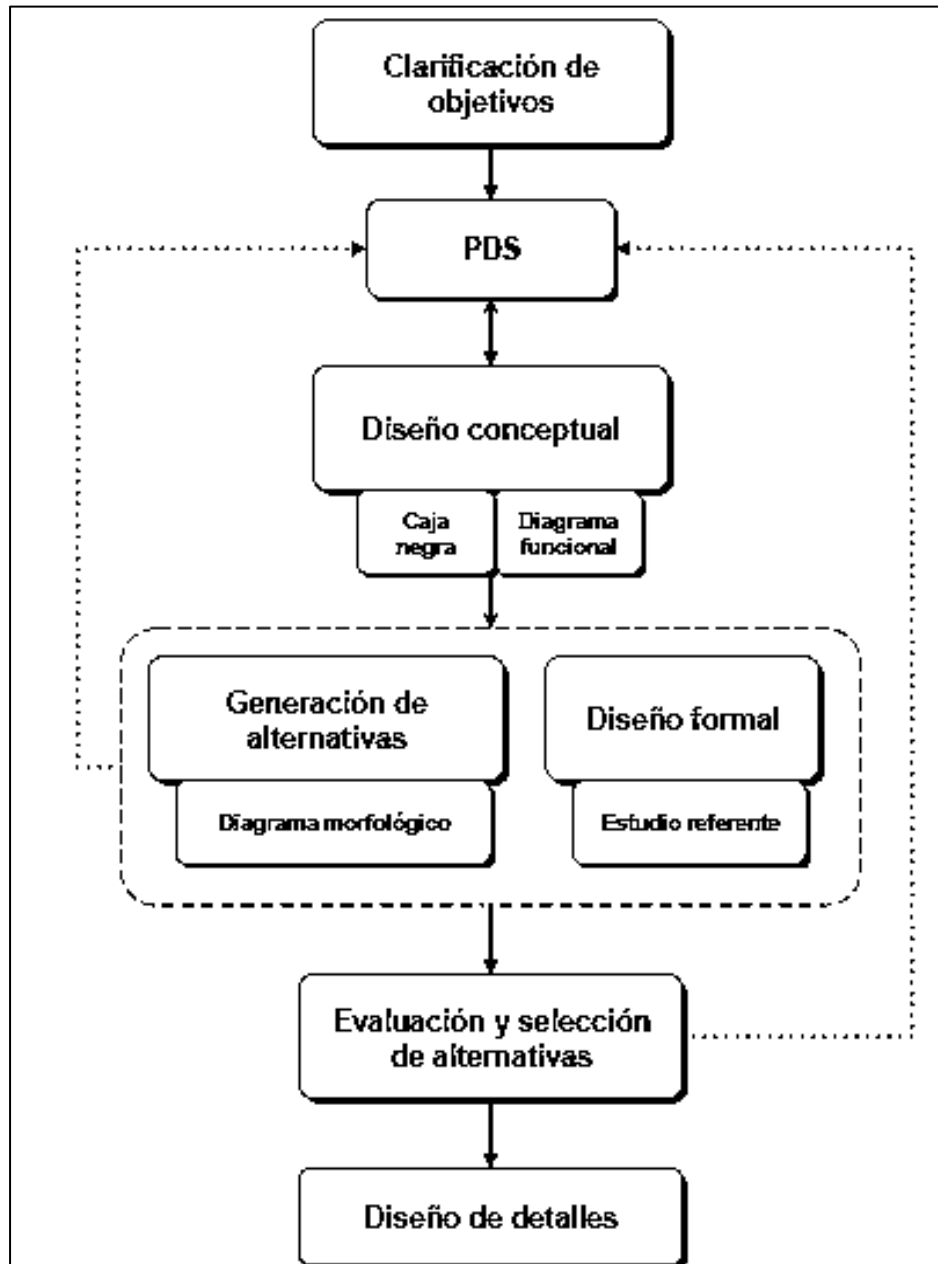 Clarificación de
objetivos
PDS
Diseño conceptual
Caja
negra
Diagrama
funcional
Generación de
alternativas
Diagrama morfológico
Diseño formal
Estudio referente
Evaluación y selección
de alternativas
Diseño de detalles